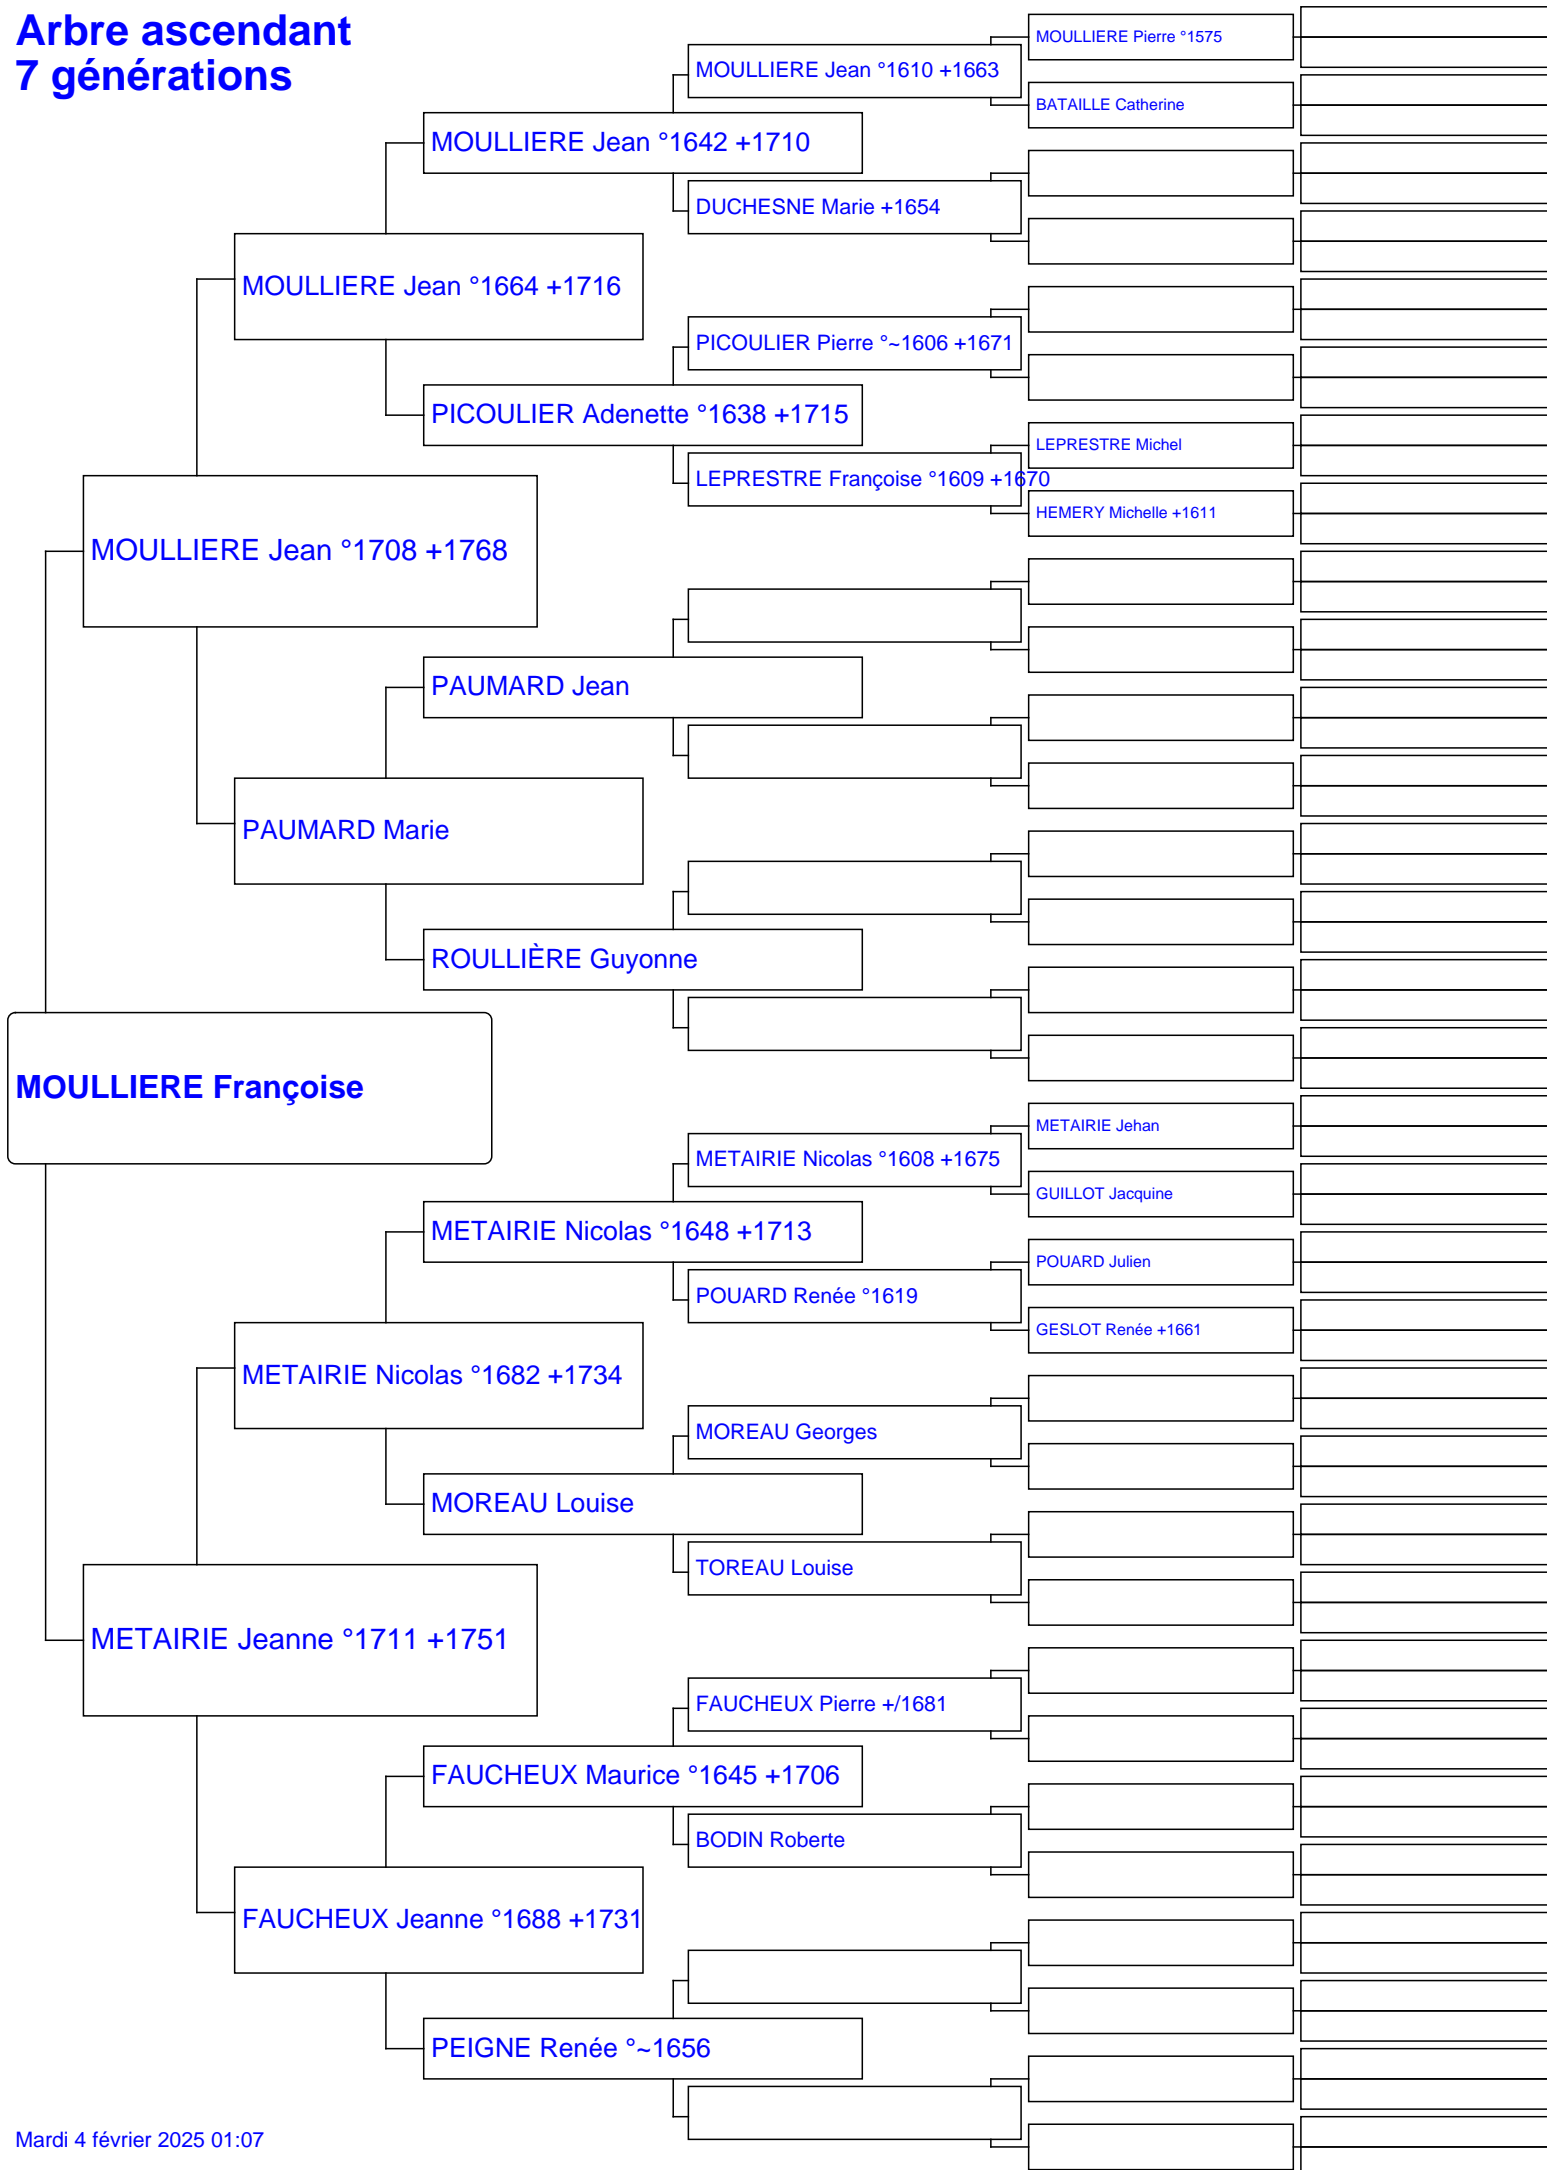 Arbre ascendant
7 générations
MOULLIERE Pierre °1575
MOULLIERE Jean °1610 +1663
BATAILLE Catherine
MOULLIERE Jean °1642 +1710
DUCHESNE Marie +1654
MOULLIERE Jean °1664 +1716
PICOULIER Pierre °~1606 +1671
PICOULIER Adenette °1638 +1715
LEPRESTRE Michel
LEPRESTRE Françoise °1609 +1670
HEMERY Michelle +1611
MOULLIERE Jean °1708 +1768
PAUMARD Jean
PAUMARD Marie
ROULLIÈRE Guyonne
MOULLIERE Françoise
METAIRIE Jehan
METAIRIE Nicolas °1608 +1675
GUILLOT Jacquine
METAIRIE Nicolas °1648 +1713
POUARD Julien
POUARD Renée °1619
GESLOT Renée +1661
METAIRIE Nicolas °1682 +1734
MOREAU Georges
MOREAU Louise
TOREAU Louise
METAIRIE Jeanne °1711 +1751
FAUCHEUX Pierre +/1681
FAUCHEUX Maurice °1645 +1706
BODIN Roberte
FAUCHEUX Jeanne °1688 +1731
PEIGNE Renée °~1656
Mardi 4 février 2025 01:07